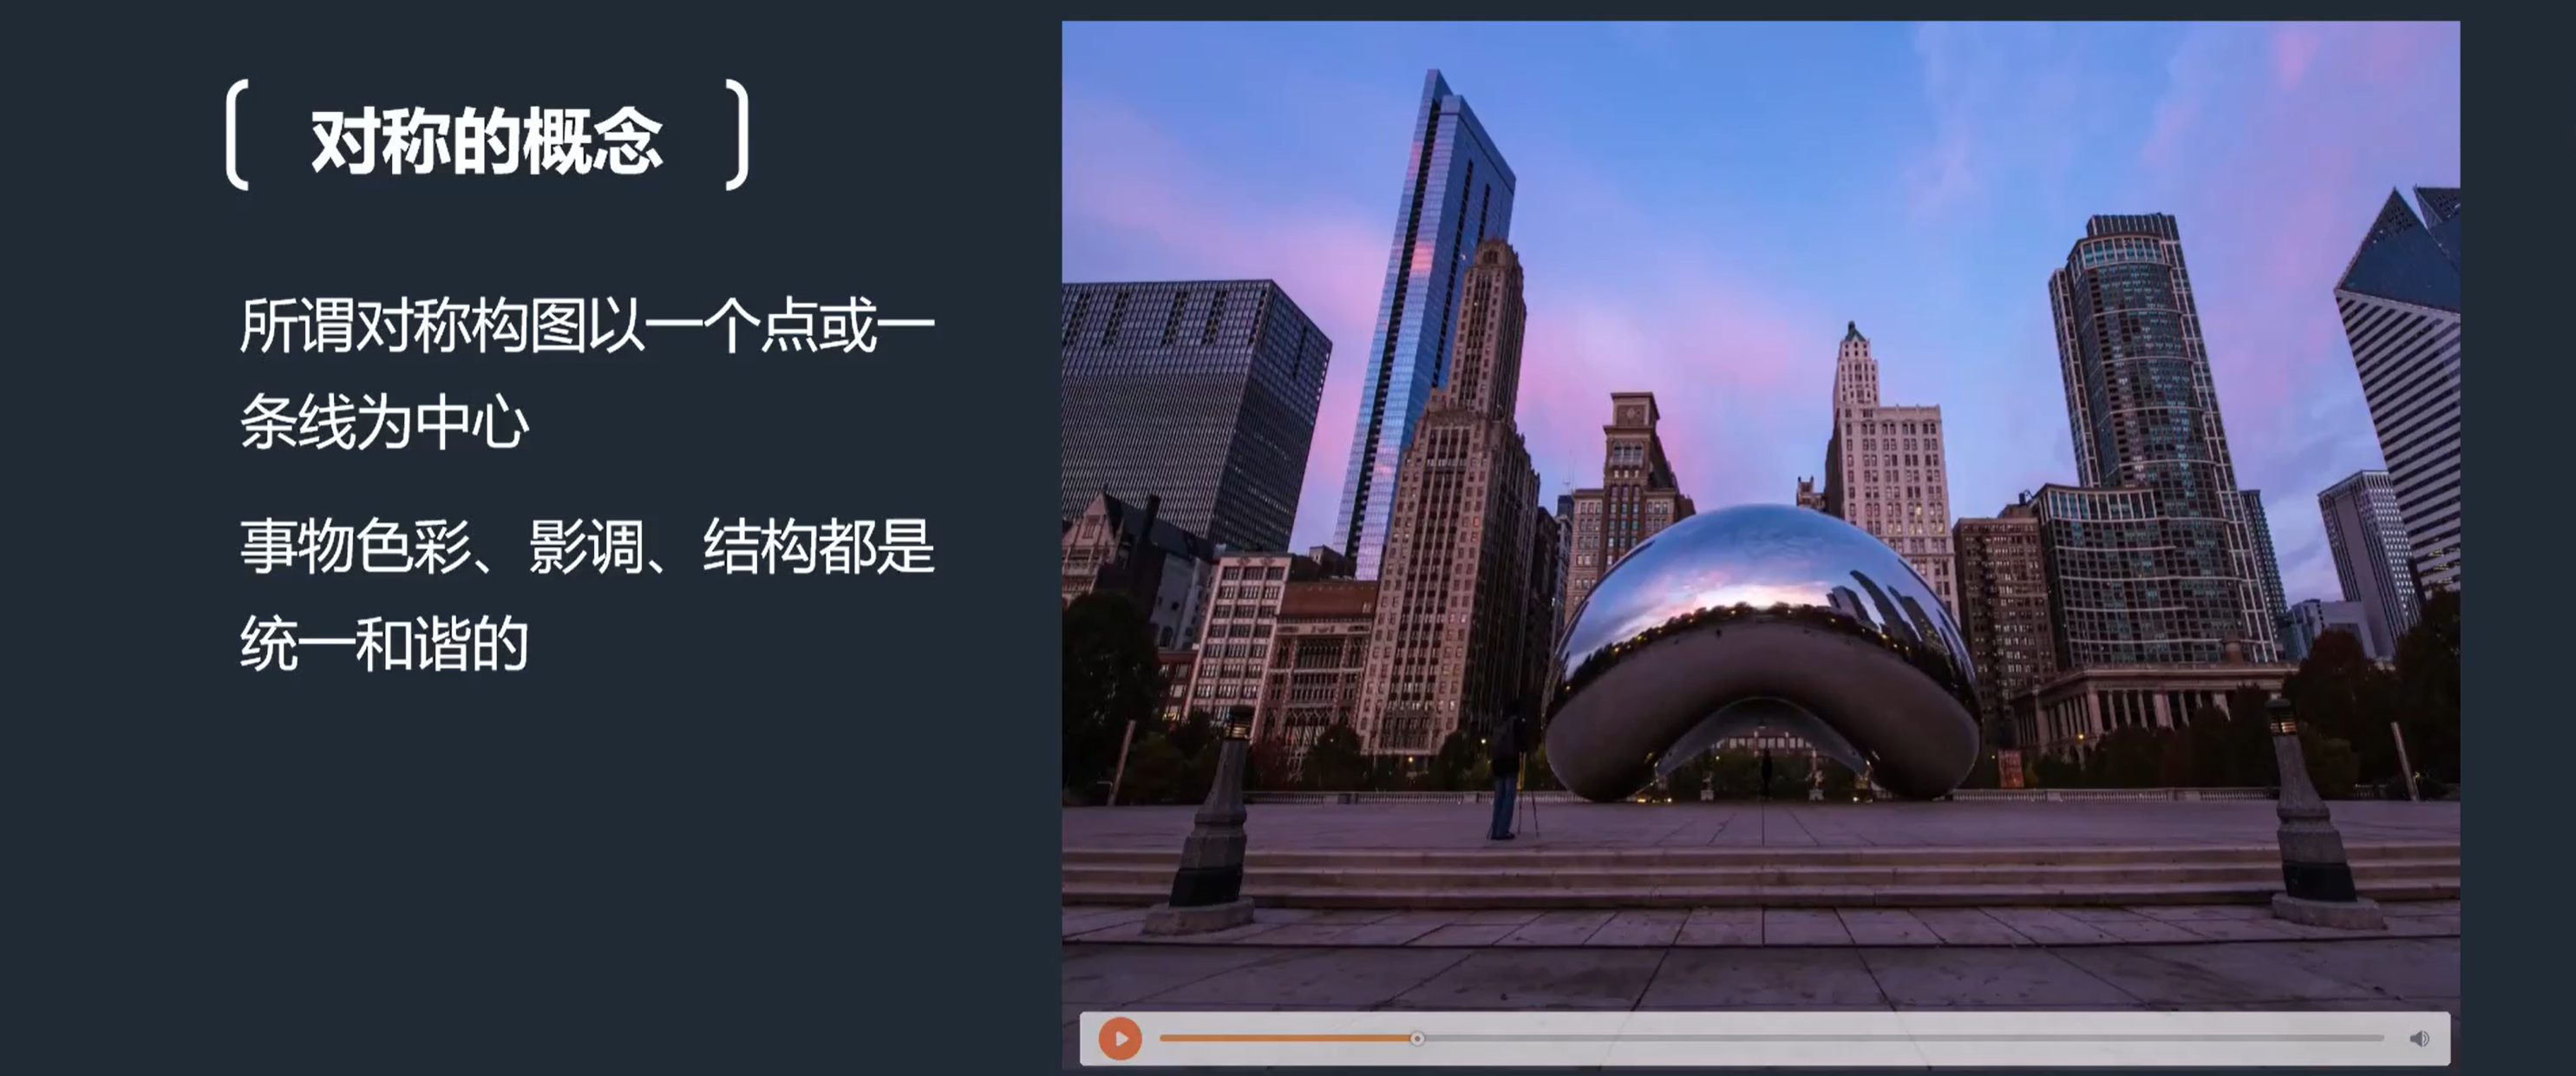 对称的概念
所谓对称构图以一个点或一
条线为中心
事物色彩、影调、结构都是
统一和谐的